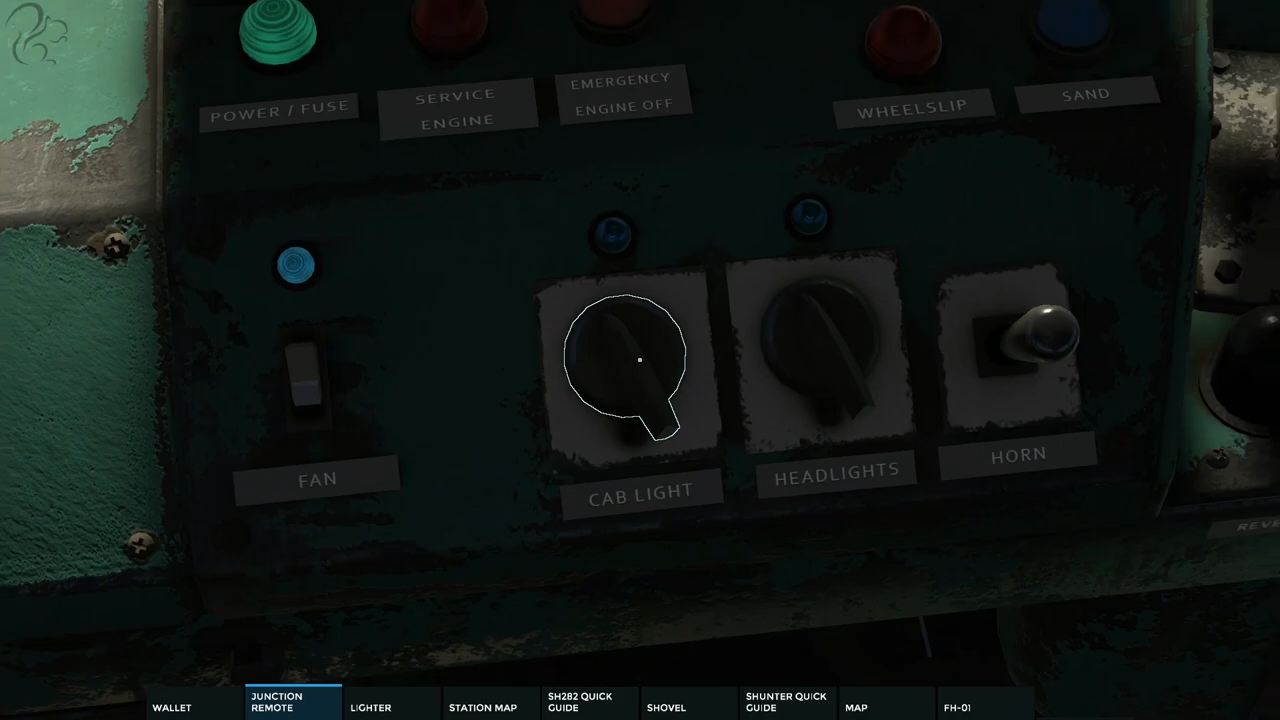 POWER / FUSE
SERVICE
ENGINE
EMERGENCY
ENGINE OFF
WHEELSLIP
SAND
FAN
CAB LIGHT
HEADLIGHTS
HORN
WALLET
JUNCTION
REMOTE
LIGHTER
STATION MAP
SH282 QUICK
GUIDE
SHOVEL
SHUNTER QUICK
GUIDE
MAP
FH-01